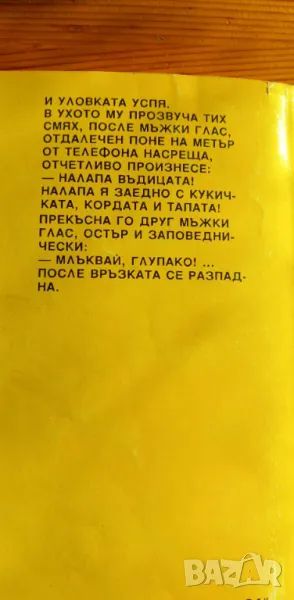 И УЛОВКАТА УСПЯ.
В УХОТО МУ ПРОЗВУЧА ТИХ
СМЯХ, ПОСЛЕ МЪЖКИ ГЛАС,
ОТДАЛЕЧЕН ПОНЕ НА МЕТЪР
ОТ ТЕЛЕФОНА НАСРЕЩА,
ОТЧЕТЛИВО ПРОИЗНЕСЕ:
— НАЛАПА ВЪДИЦАТА!
НАЛАПА Я ЗАЕДНО С КУКИЧ-
КАТА, КОРДАТА И ТАПАТА!
ПРЕКЪСНА ГО ДРУГ МЪЖКИ
ГЛАС, ОСТЪР И ЗАПОВЕДНИ-
ЧЕСКИ:
— МЛЪКВАЙ, ГЛУПАКО! ...
ПОСЛЕ ВРЪЗКАТА СЕ РАЗПАД-
НА.
BAZAR